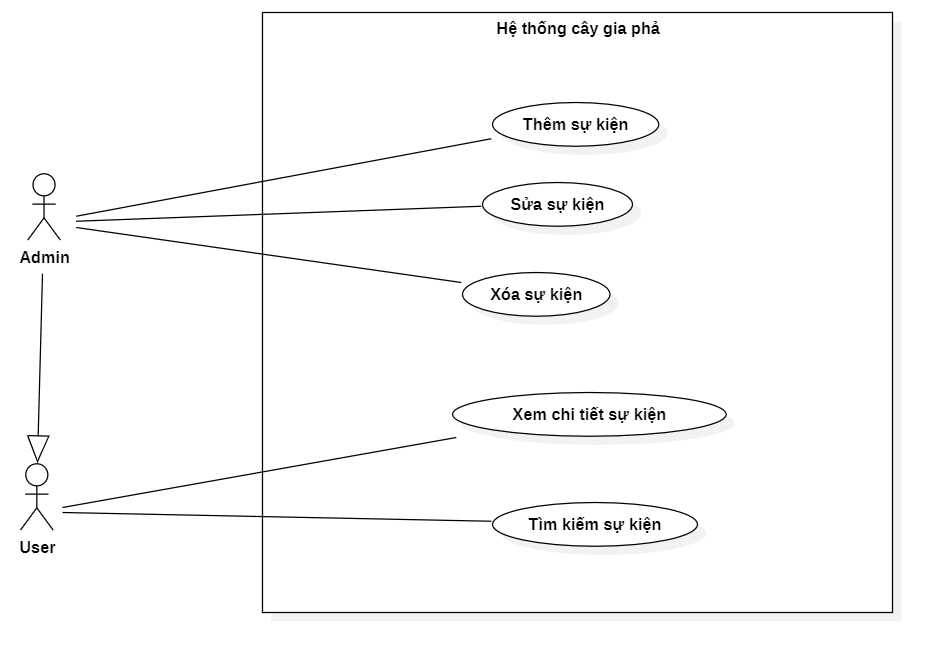 Hệ thống cây gia phả
Thêm sự kiện
Sửa sự kiện
Admin
Xóa sự kiện
Xem chi tiết sự kiện
Tìm kiếm sự kiện
User